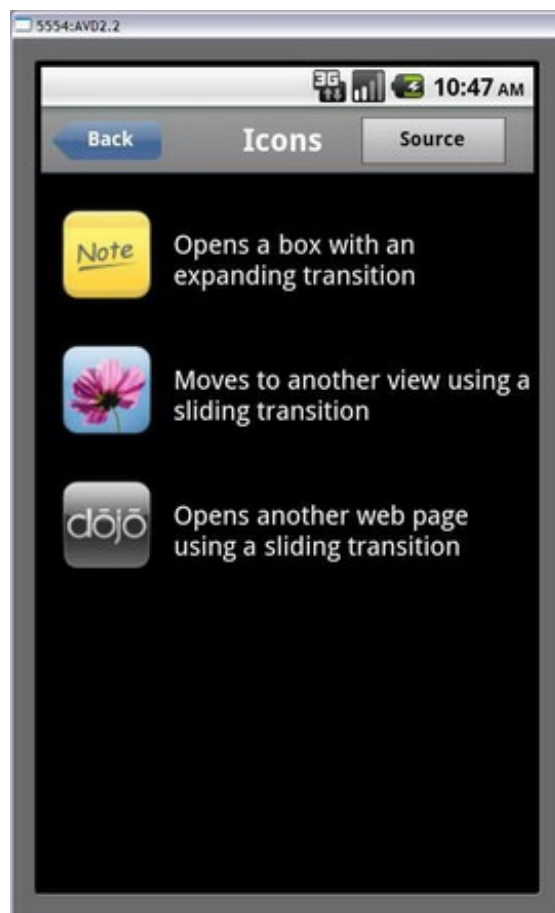 5554:AVD2.2
3G
10:47 AM
Back
Icons
Source
Note
Opens a box with an
expanding transition
Moves to another view using a
sliding transition
dōjō
Opens another web page
using a sliding transition